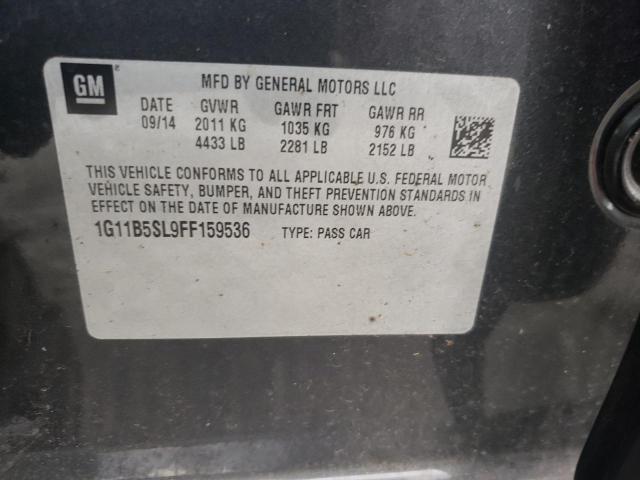 GM
MFD BY GENERAL MOTORS LLC
DATE GVWR GAWR FRT GAWR RR
09/14 2011 KG 1035 KG 976 KG
4433 LB 2281 LB 2152 LB
THIS VEHICLE CONFORMS TO ALL APPLICABLE U.S. FEDERAL MOTOR
VEHICLE SAFETY, BUMPER, AND THEFT PREVENTION STANDARDS IN
EFFECT ON THE DATE OF MANUFACTURE SHOWN ABOVE.
1G11B5SL9FF159536 TYPE: PASS CAR